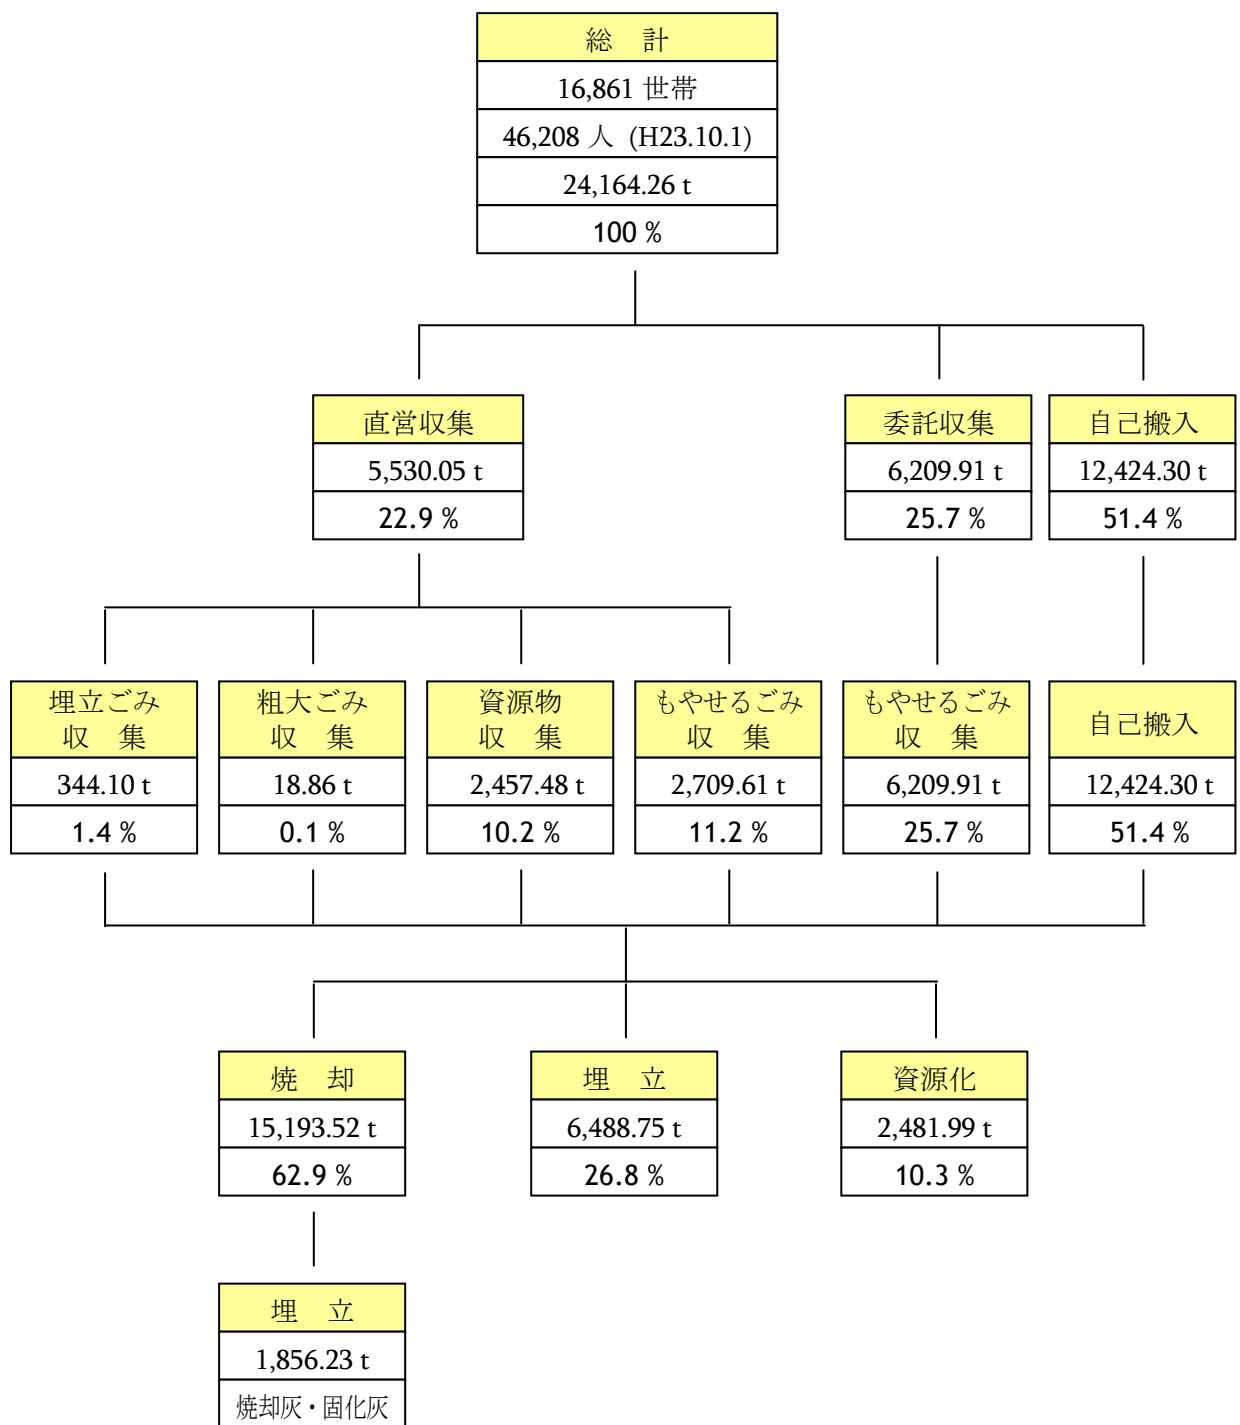 総 計
16,861 世帯
46,208 人 (H23.10.1)
24,164.26 t
100 %
直営収集
5,530.05 t
22.9 %
委託収集
6,209.91 t
25.7 %
自己搬入
12,424.30 t
51.4 %
埋立ごみ
収 集
344.10 t
1.4 %
粗大ごみ
収 集
18.86 t
0.1 %
資源物
収 集
2,457.48 t
10.2 %
もやせるごみ
収 集
2,709.61 t
11.2 %
もやせるごみ
収 集
6,209.91 t
25.7 %
自己搬入
12,424.30 t
51.4 %
焼 却
15,193.52 t
62.9 %
埋 立
6,488.75 t
26.8 %
資源化
2,481.99 t
10.3 %
埋 立
1,856.23 t
焼却灰・固化灰